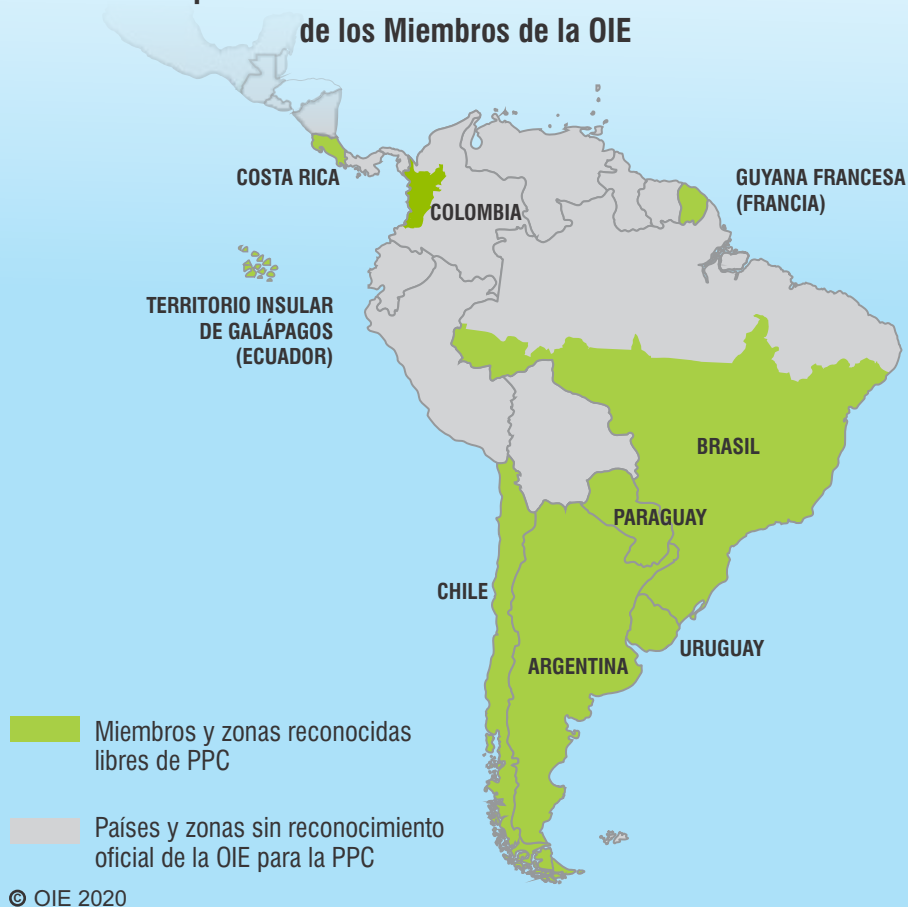 de los Miembros de la OIE
COSTA RICA
GUYANA FRANCESA
(FRANCIA)
COLOMBIA
TERRITORIO INSULAR
DE GALÁPAGOS
(ECUADOR)
BRASIL
PARAGUAY
CHILE
URUGUAY
ARGENTINA
Miembros y zonas reconocidas
libres de PPC
Países y zonas sin reconocimiento
oficial de la OIE para la PPC
© OIE 2020